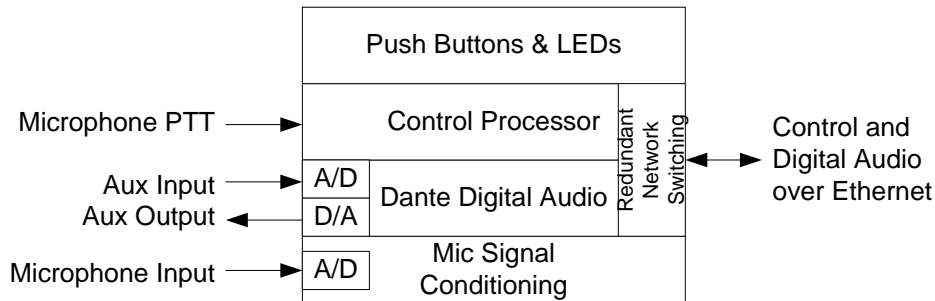 Push Buttons & LEDs
Microphone PTT
Control Processor
Redundant
Network
Switching
Control and
Digital Audio
over Ethernet
Aux Input
A/D
Dante Digital Audio
Aux Output
D/A
Microphone Input
A/D
Mic Signal
Conditioning